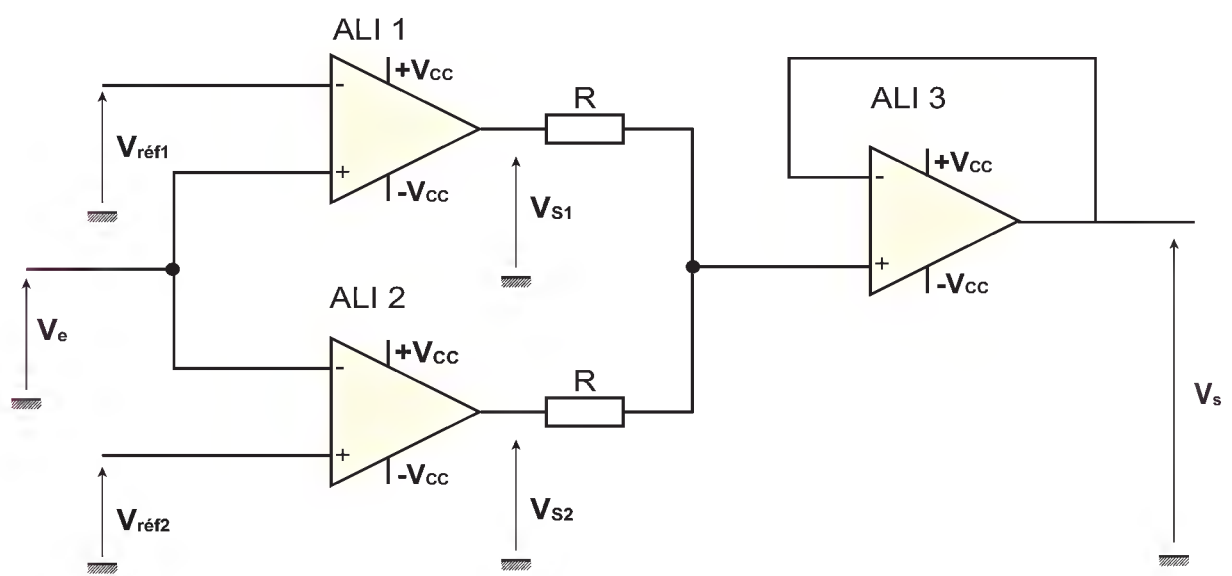 ALI 1
+VCC
-
Vréf1
+
-VCC
R
VS1
ALI 3
+VCC
-
+
-VCC
Ve
ALI 2
+VCC
-
Vréf2
+
-VCC
R
VS2
Vs